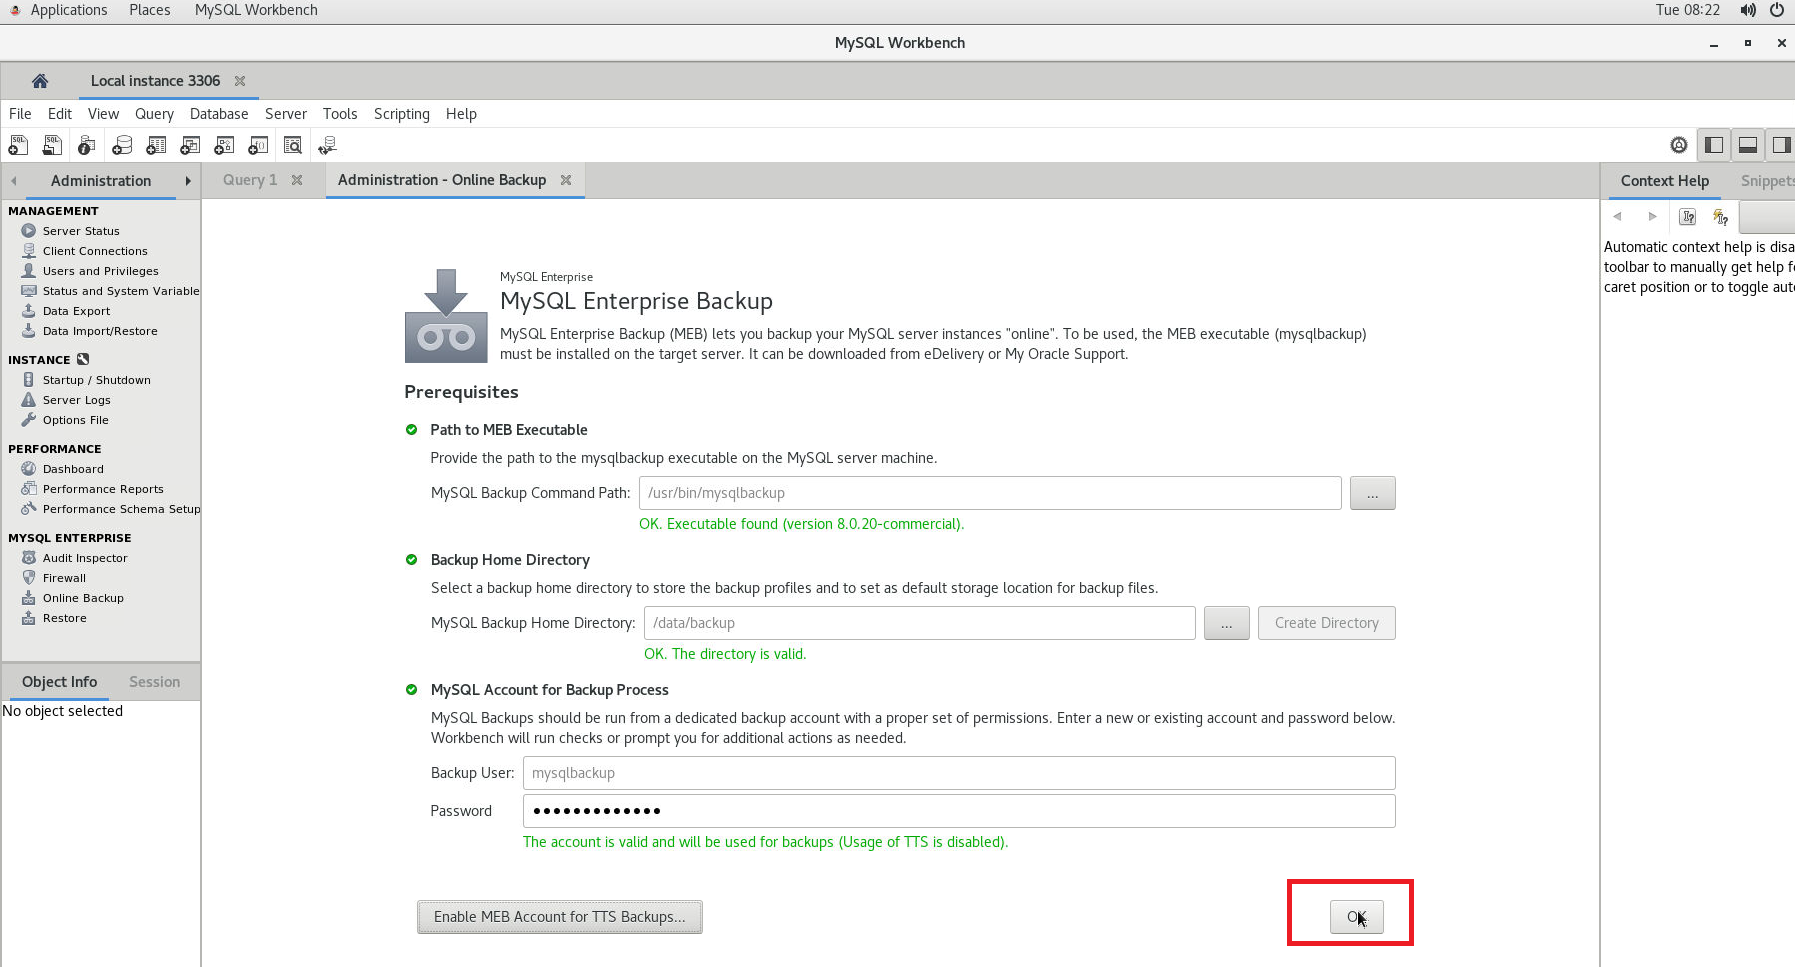 Applications Places MySQL Workbench Tue 08:22
MySQL Workbench
Local instance 3306
File Edit View Query Database Server Tools Scripting Help
Administration
Query 1
Administration - Online Backup
Context Help
Snippets
MANAGEMENT
Server Status
Client Connections
Users and Privileges
Status and System Variable
Data Export
Data Import/Restore
INSTANCE
Startup / Shutdown
Server Logs
Options File
PERFORMANCE
Dashboard
Performance Reports
Performance Schema Setup
MYSQL ENTERPRISE
Audit Inspector
Firewall
Online Backup
Restore
Object Info Session
No object selected
MySQL Enterprise
MySQL Enterprise Backup
MySQL Enterprise Backup (MEB) lets you backup your MySQL server instances "online". To be used, the MEB executable (mysqlbackup)
must be installed on the target server. It can be downloaded from eDelivery or My Oracle Support.
Prerequisites
Path to MEB Executable
Provide the path to the mysqlbackup executable on the MySQL server machine.
MySQL Backup Command Path: /usr/bin/mysqlbackup ...
OK. Executable found (version 8.0.20-commercial).
Backup Home Directory
Select a backup home directory to store the backup profiles and to set as default storage location for backup files.
MySQL Backup Home Directory: /data/backup ... Create Directory
OK. The directory is valid.
MySQL Account for Backup Process
MySQL Backups should be run from a dedicated backup account with a proper set of permissions. Enter a new or existing account and password below.
Workbench will run checks or prompt you for additional actions as needed.
Backup User: mysqlbackup
Password
The account is valid and will be used for backups (Usage of TTS is disabled).
Enable MEB Account for TTS Backups... OK
Automatic context help is disa
toolbar to manually get help f
caret position or to toggle aut